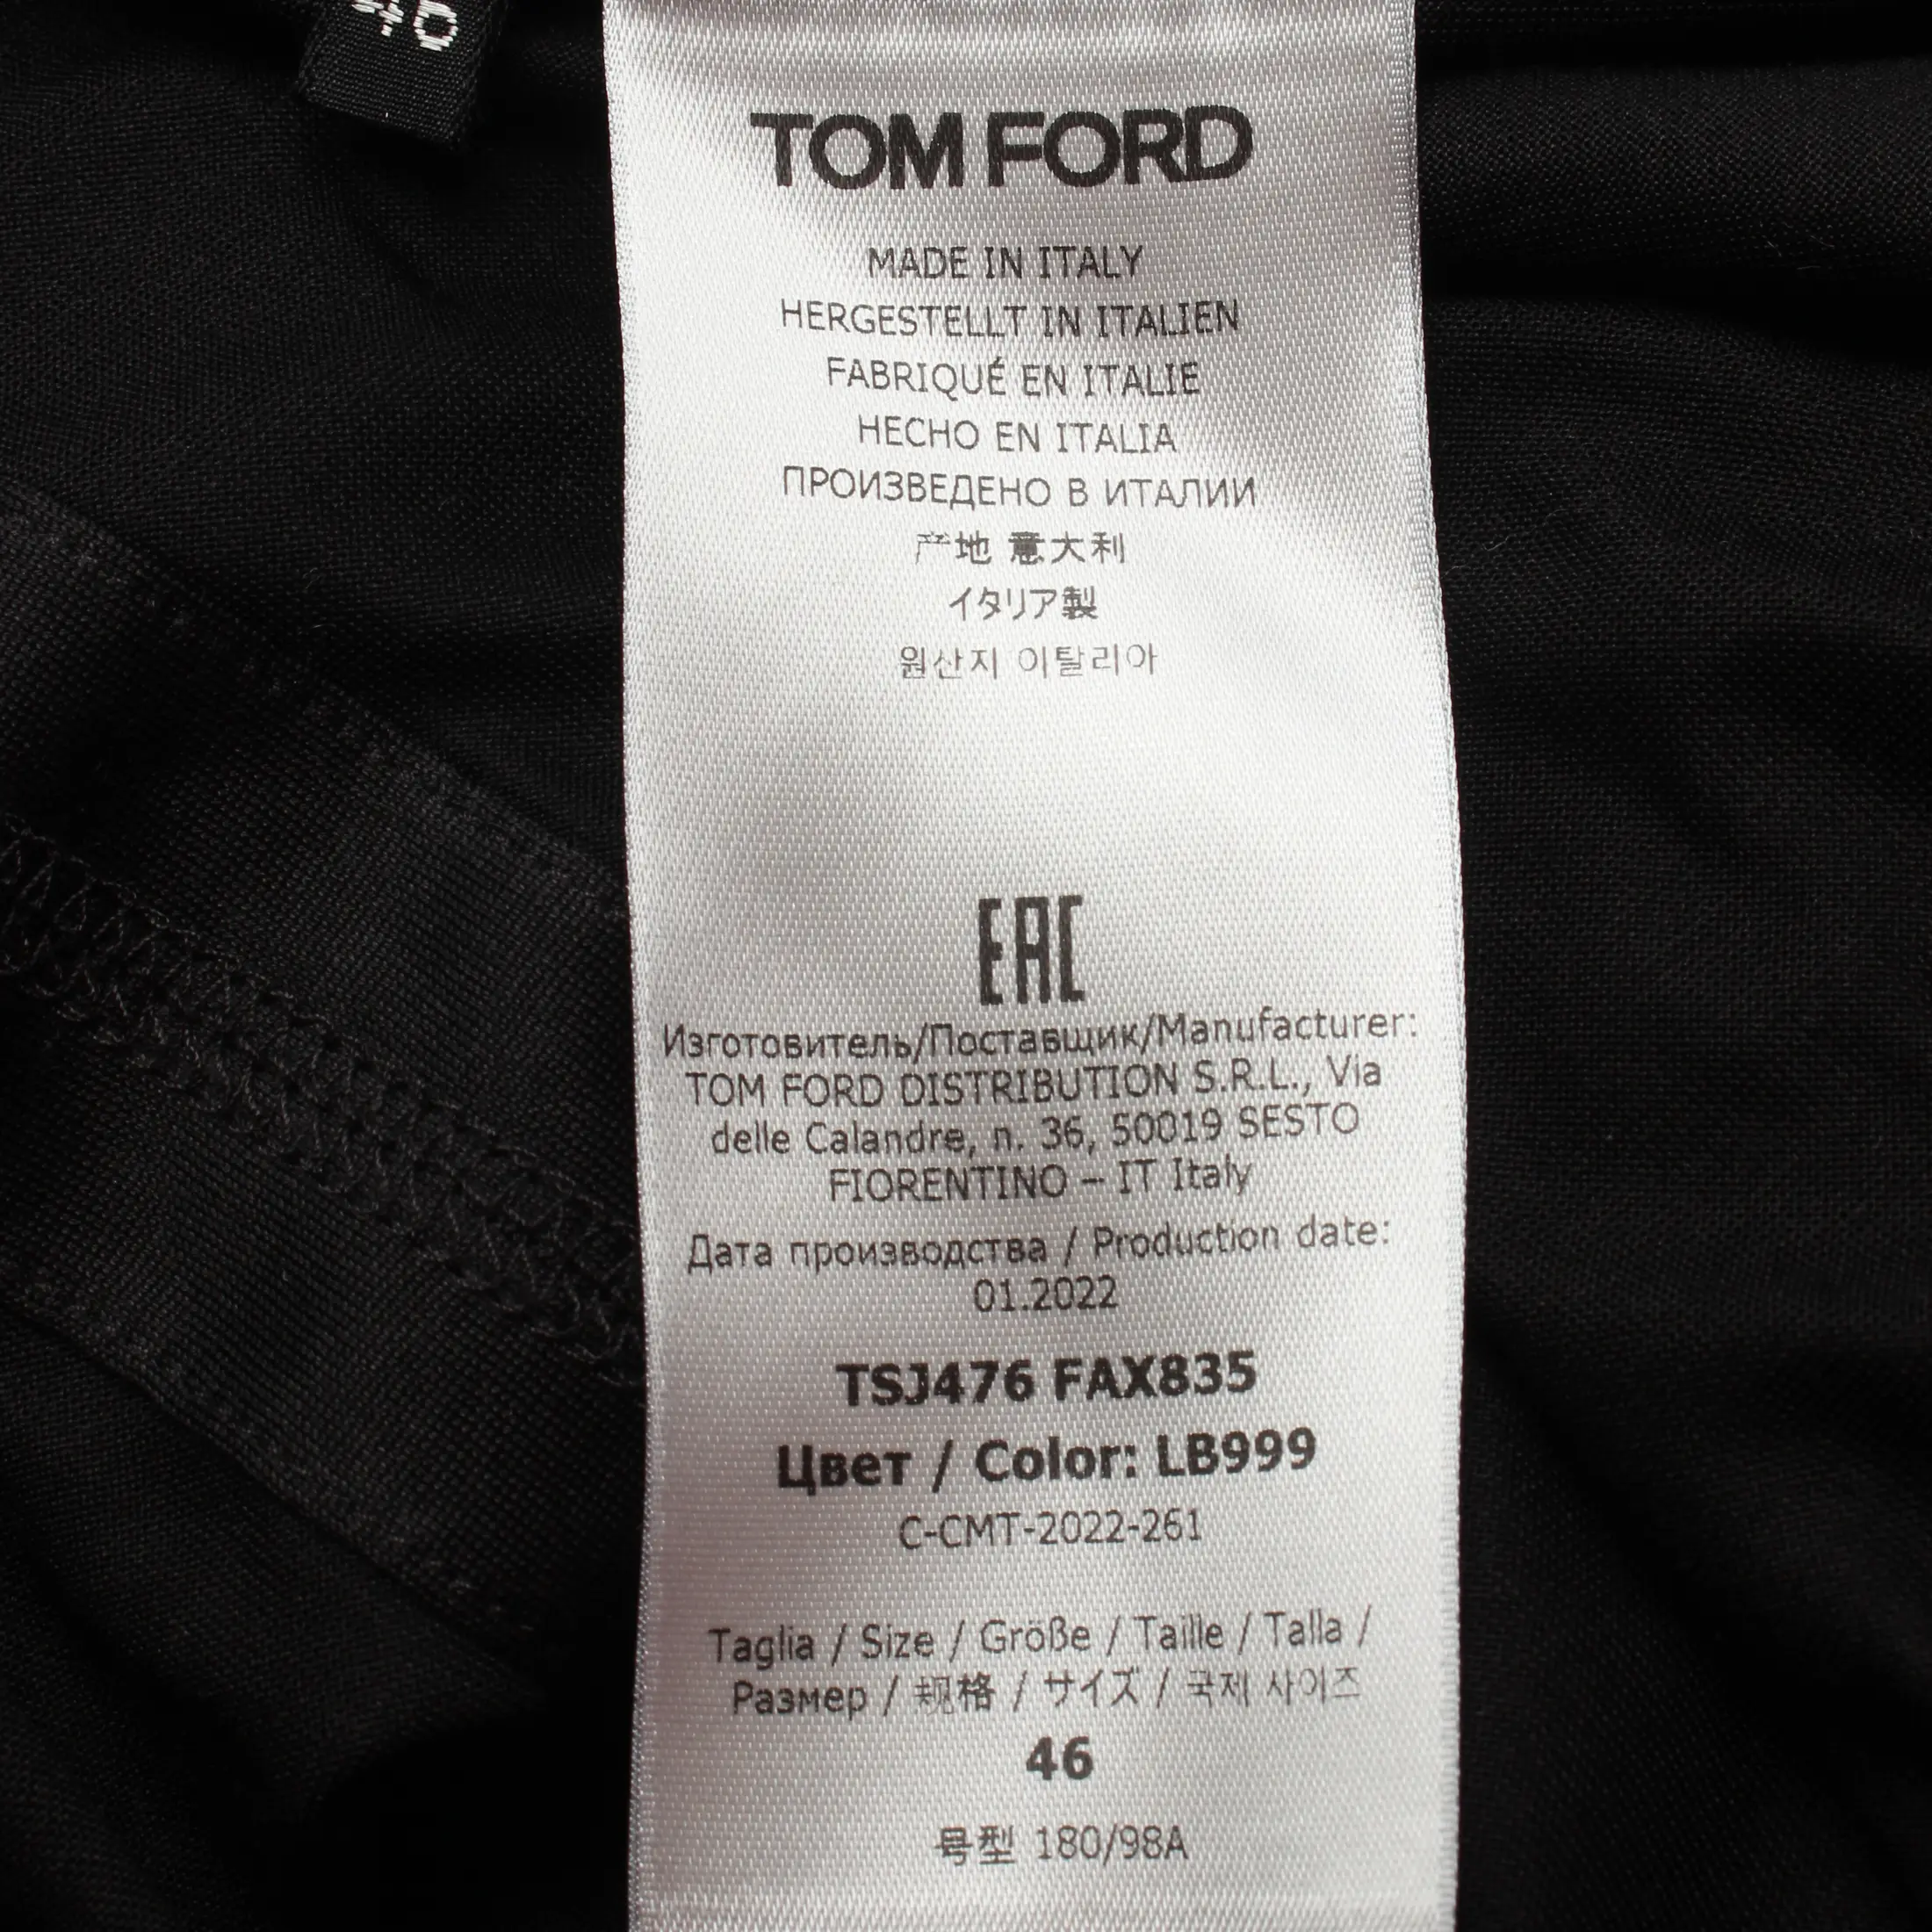 TOM FORD
MADE IN ITALY
HERGESTELLT IN ITALIEN
FABRIQUÉ EN ITALIE
HECHO EN ITALIA
ПРОИЗВЕДЕНО В ИТАЛИИ
产地 意大利
イタリア製
원산지 이탈리아
EAC
Изготовитель/Поставщик/Manufacturer:
TOM FORD DISTRIBUTION S.R.L., Via
delle Calandre, n. 36, 50019 SESTO
FIORENTINO – IT Italy
Дата производства / Production date:
01.2022
TSJ476 FAX835
Цвет / Color: LB999
C-CMT-2022-261
Taglia / Size / Größe / Taille / Talla /
Размер / 规格 / サイズ / 국제 사이즈
46
号型 180/98A